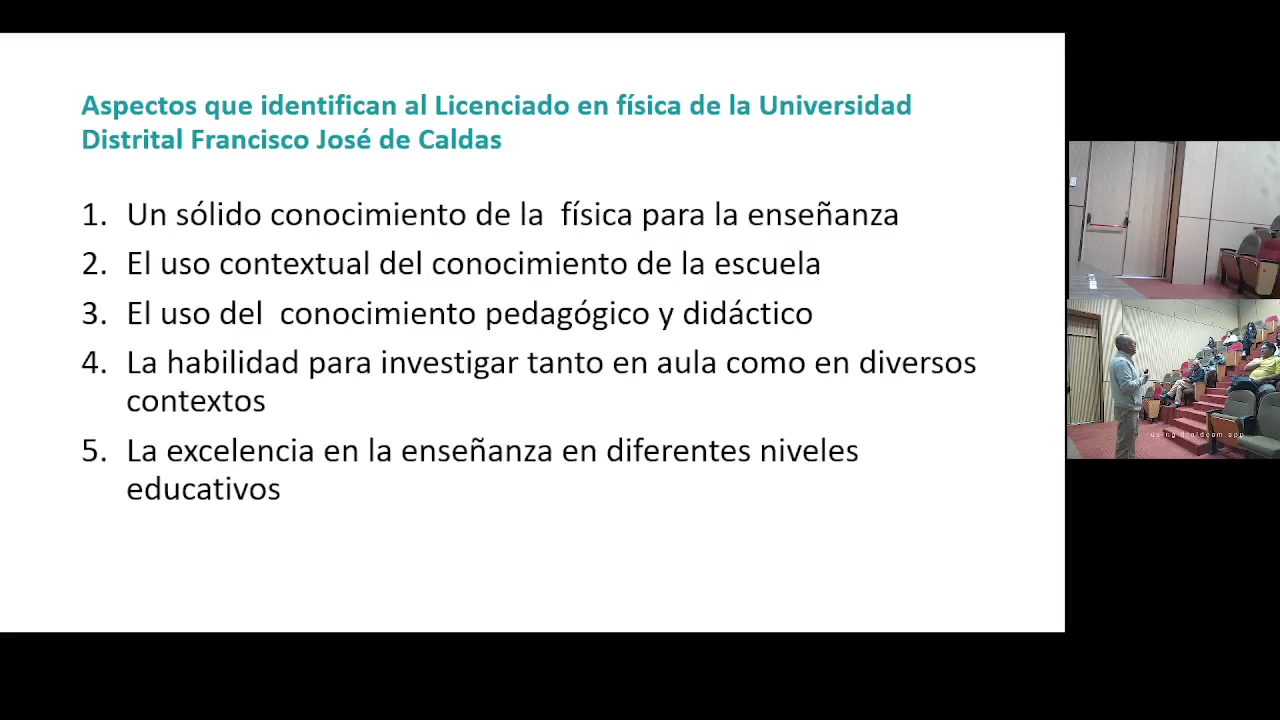 Aspectos que identifican al Licenciado en física de la Universidad
Distrital Francisco José de Caldas
1. Un sólido conocimiento de la física para la enseñanza
2. El uso contextual del conocimiento de la escuela
3. El uso del conocimiento pedagógico y didáctico
4. La habilidad para investigar tanto en aula como en diversos
contextos
5. La excelencia en la enseñanza en diferentes niveles
educativos
using droidcam.app